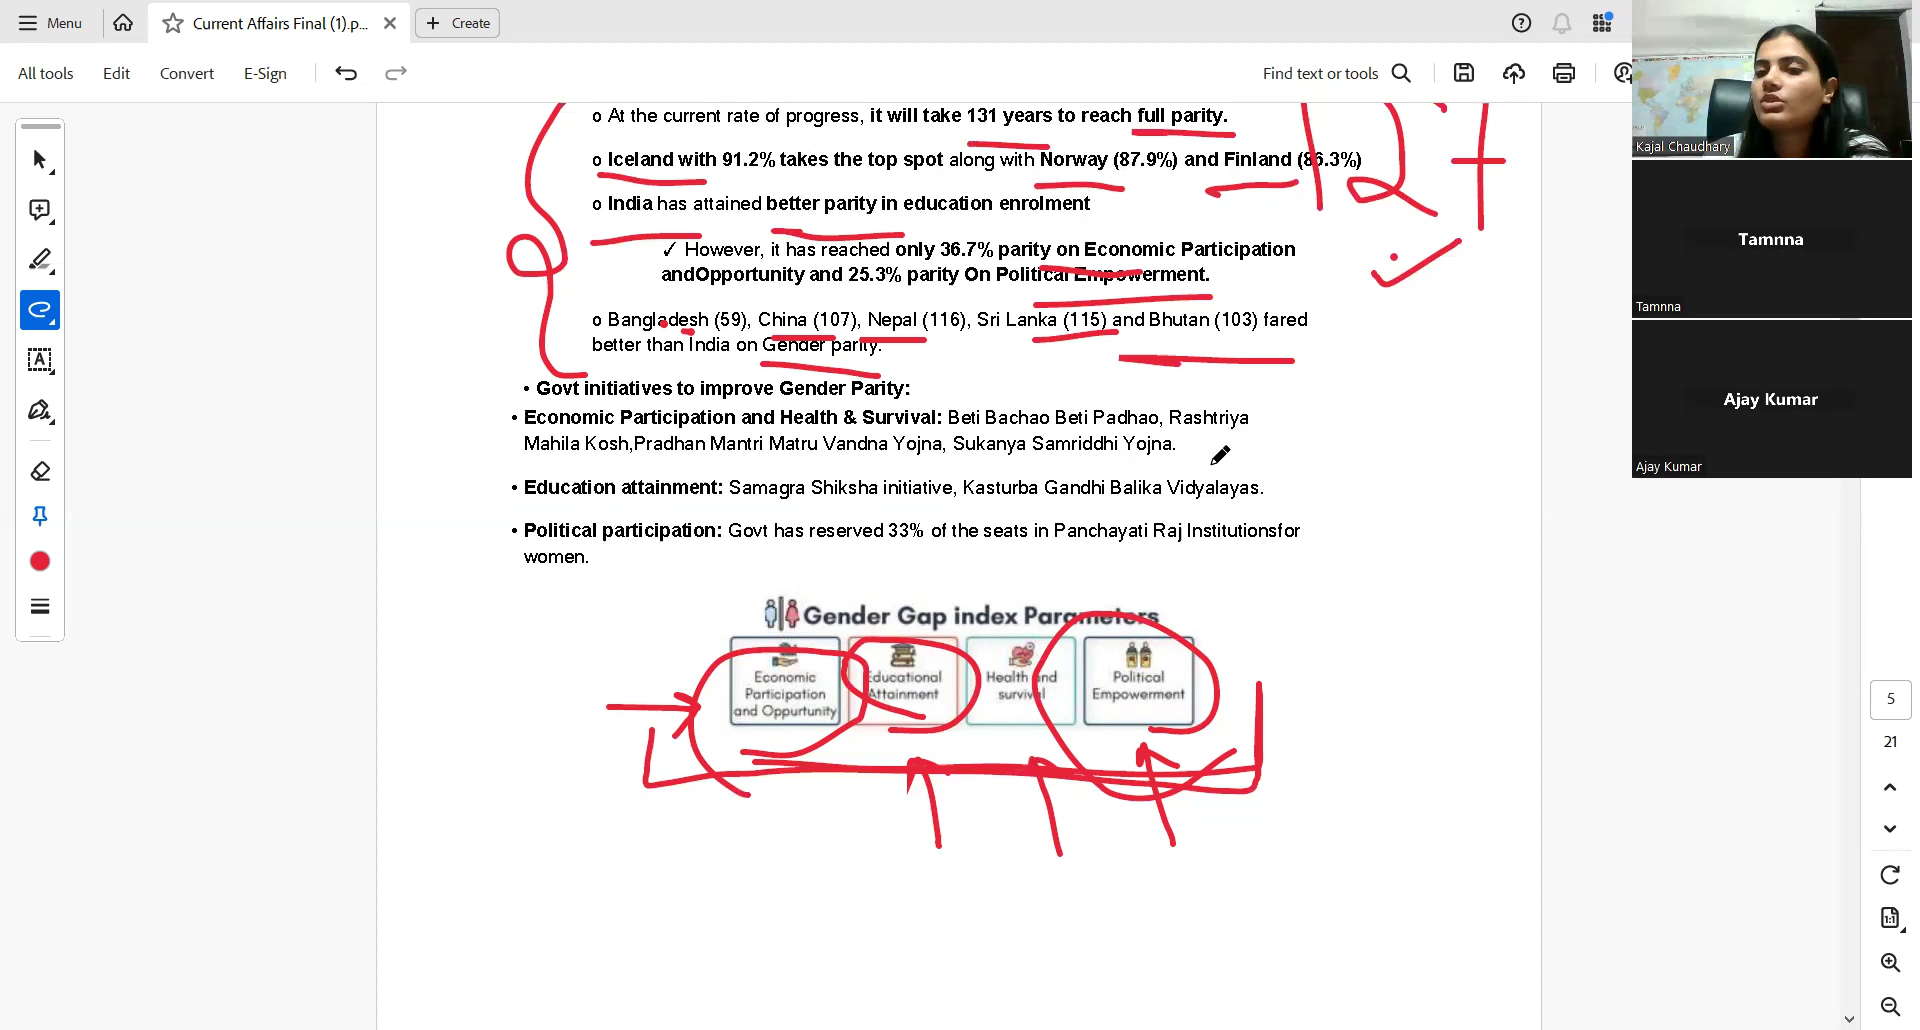 Menu
Current Affairs Final (1).p...
Create
All tools
Edit
Convert
E-Sign
Find text or tools
o At the current rate of progress, it will take 131 years to reach full parity.
o Iceland with 91.2% takes the top spot along with Norway (87.9%) and Finland (86.3%)
o India has attained better parity in education enrolment
✓ However, it has reached only 36.7% parity on Economic Participation
andOpportunity and 25.3% parity On Political Empowerment.
o Bangladesh (59), China (107), Nepal (116), Sri Lanka (115) and Bhutan (103) fared
better than India on Gender parity.
• Govt initiatives to improve Gender Parity:
• Economic Participation and Health & Survival: Beti Bachao Beti Padhao, Rashtriya
Mahila Kosh,Pradhan Mantri Matru Vandna Yojna, Sukanya Samriddhi Yojna.
• Education attainment: Samagra Shiksha initiative, Kasturba Gandhi Balika Vidyalayas.
• Political participation: Govt has reserved 33% of the seats in Panchayati Raj Institutionsfor
women.
Gender Gap index Parameters
Economic
Participation
and Oppurtunity
Educational
Attainment
Health and
survival
Political
Empowerment
Kajal Chaudhary
Tamnna
Tamnna
Ajay Kumar
Ajay Kumar
5
21
1:1